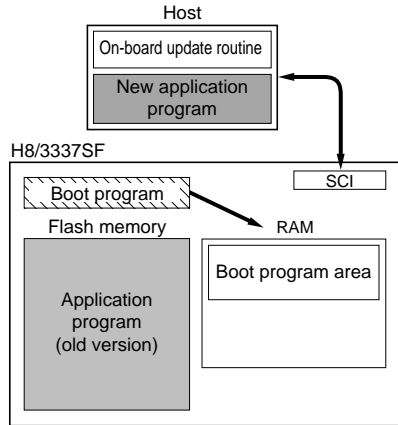 Host
On-board update routine
New application
program
H8/3337SF
SCI
Boot program
Flash memory
RAM
Boot program area
Application
program
(old version)